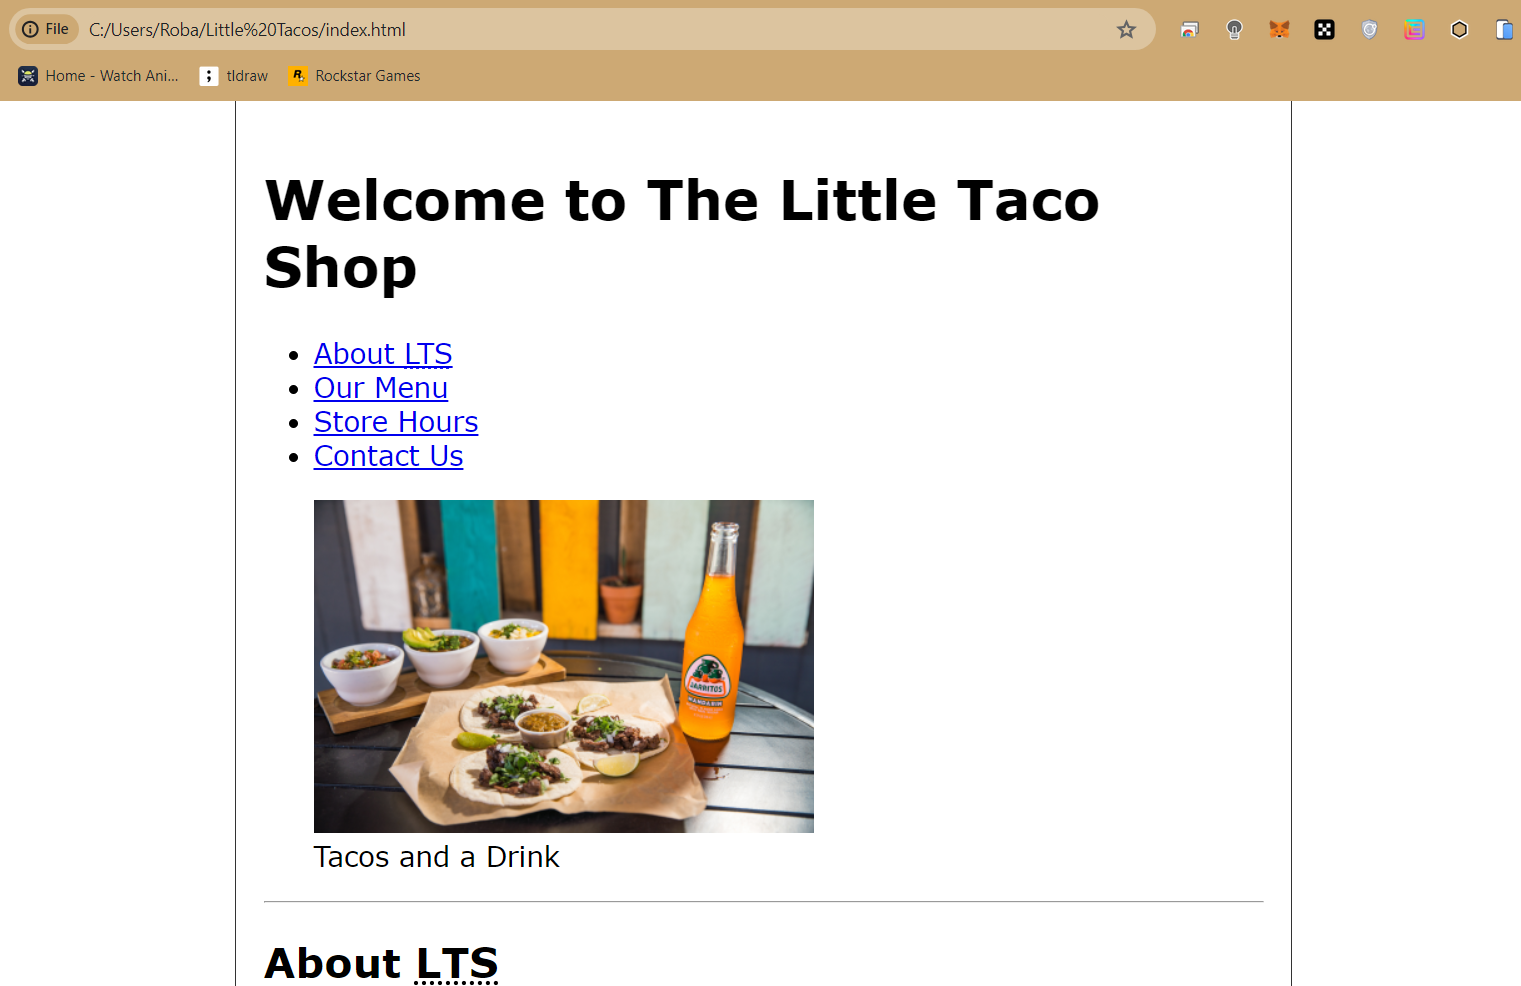 File C:/Users/Roba/Little%20Tacos/index.html
Home - Watch Ani... tldraw Rockstar Games
Welcome to The Little Taco
Shop
About LTS
Our Menu
Store Hours
Contact Us
JARRITOS
MANDARIN
Tacos and a Drink
About LTS